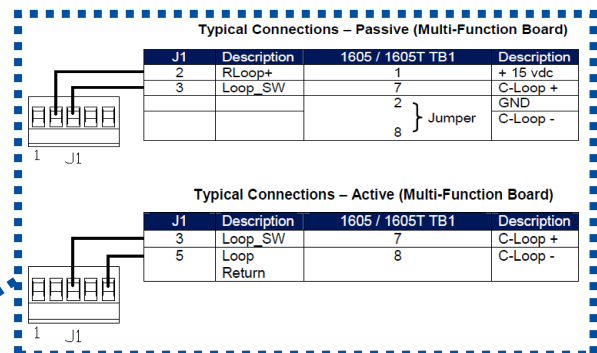 Typical Connections – Passive (Multi-Function Board)
J1 Description 1605 / 1605T TB1 Description
2 RLoop+ 1 + 15 vdc
3 Loop_SW 7 C-Loop +
2 GND
Jumper C-Loop -
8
1 J1
Typical Connections – Active (Multi-Function Board)
J1 Description 1605 / 1605T TB1 Description
3 Loop_SW 7 C-Loop +
5 Loop 8 C-Loop -
Return
1 J1